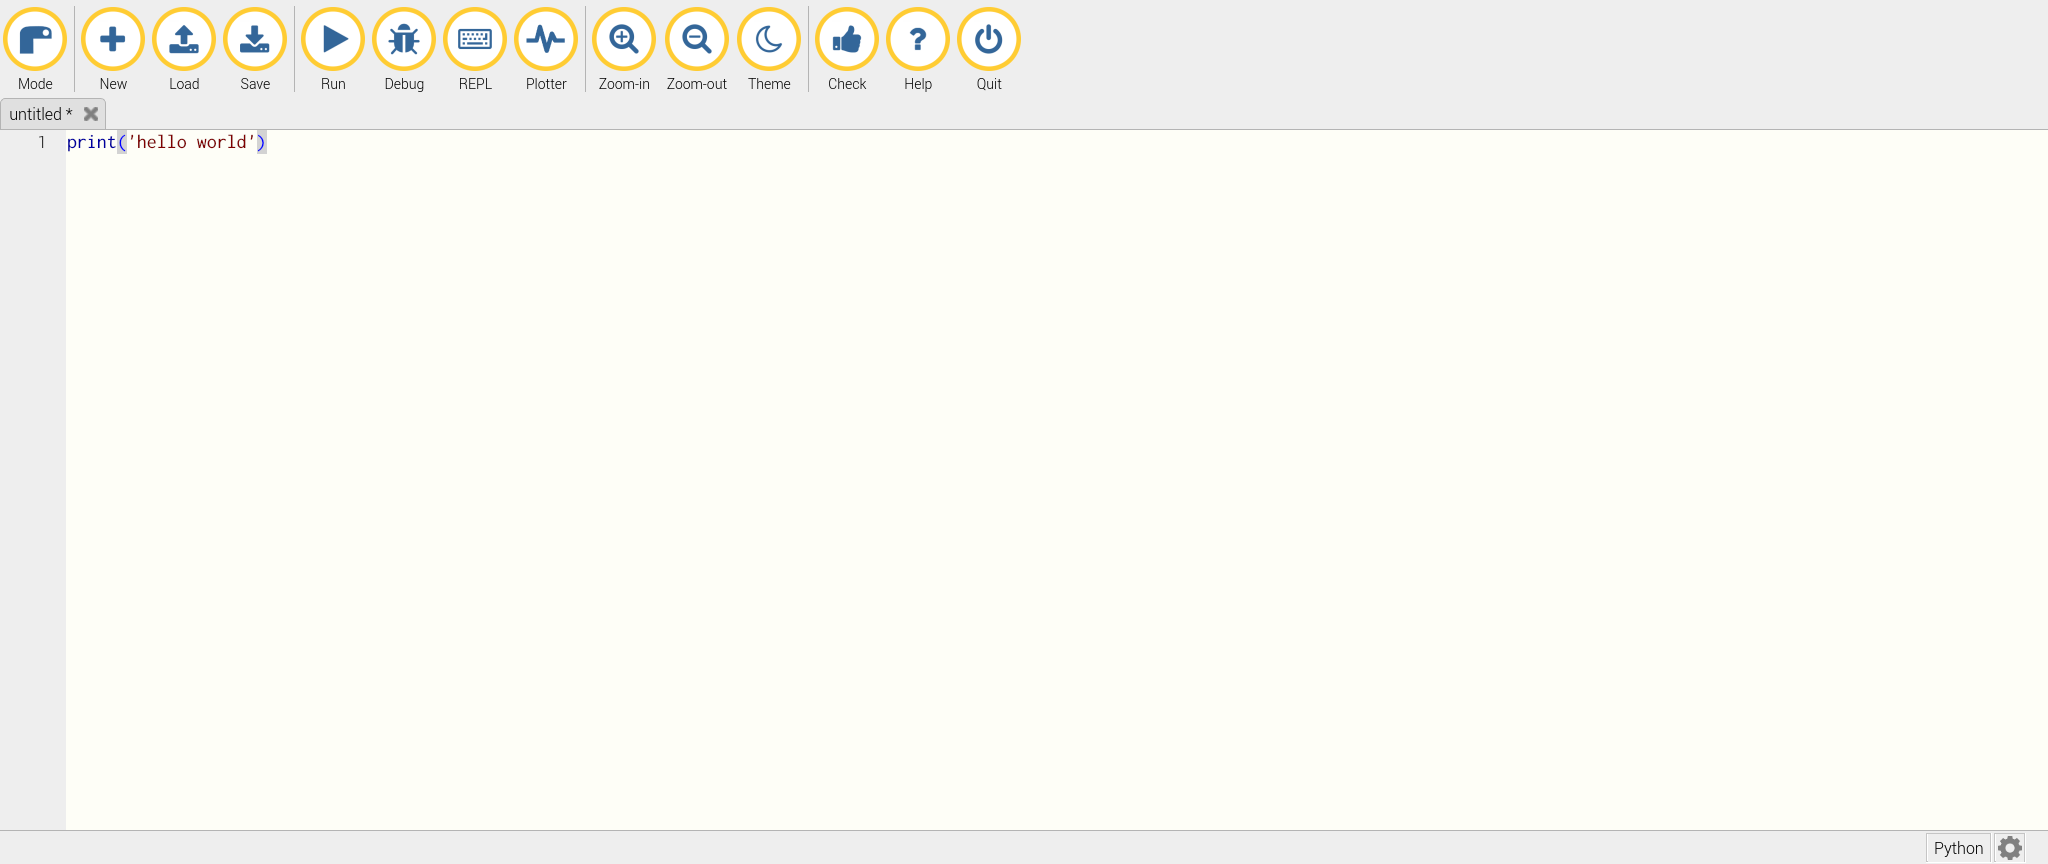 Mode New Load Save Run Debug REPL Plotter Zoom-in Zoom-out Theme Check Help Quit
untitled *
1 print('hello world')
Python